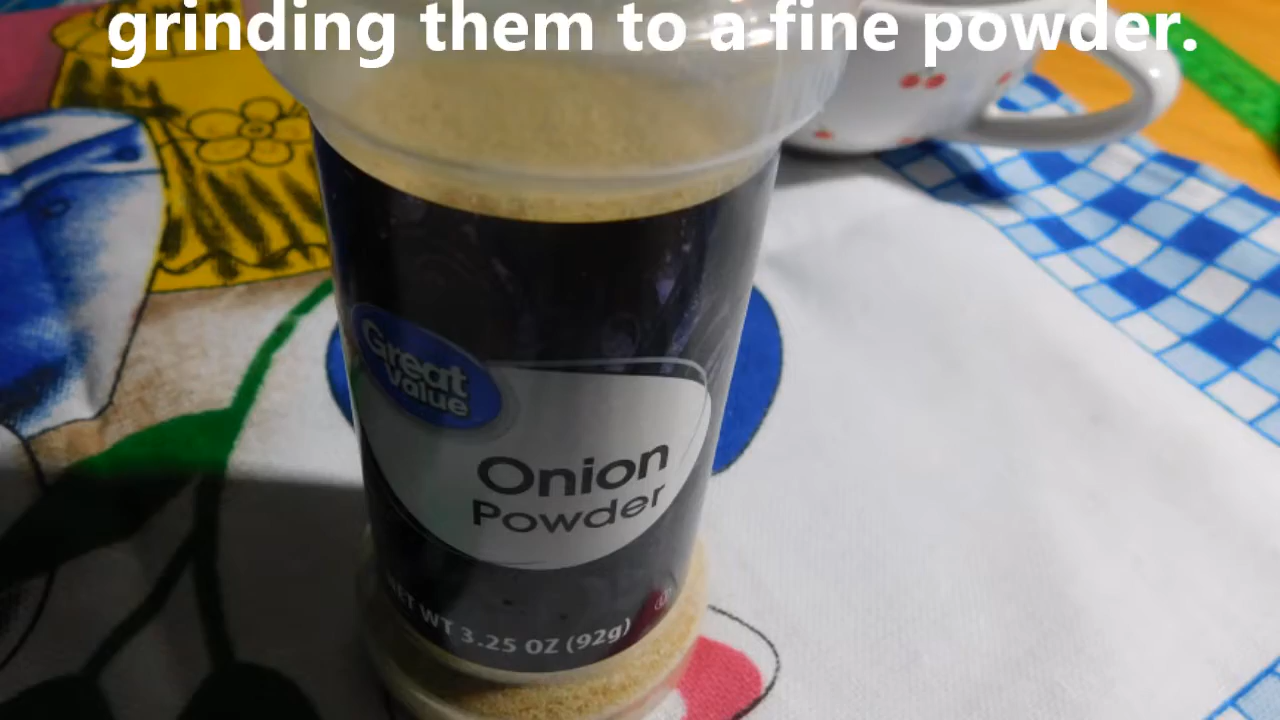 grinding them to a fine powder.
Great
Value
Onion
Powder
NET WT 3.25 OZ (92g)